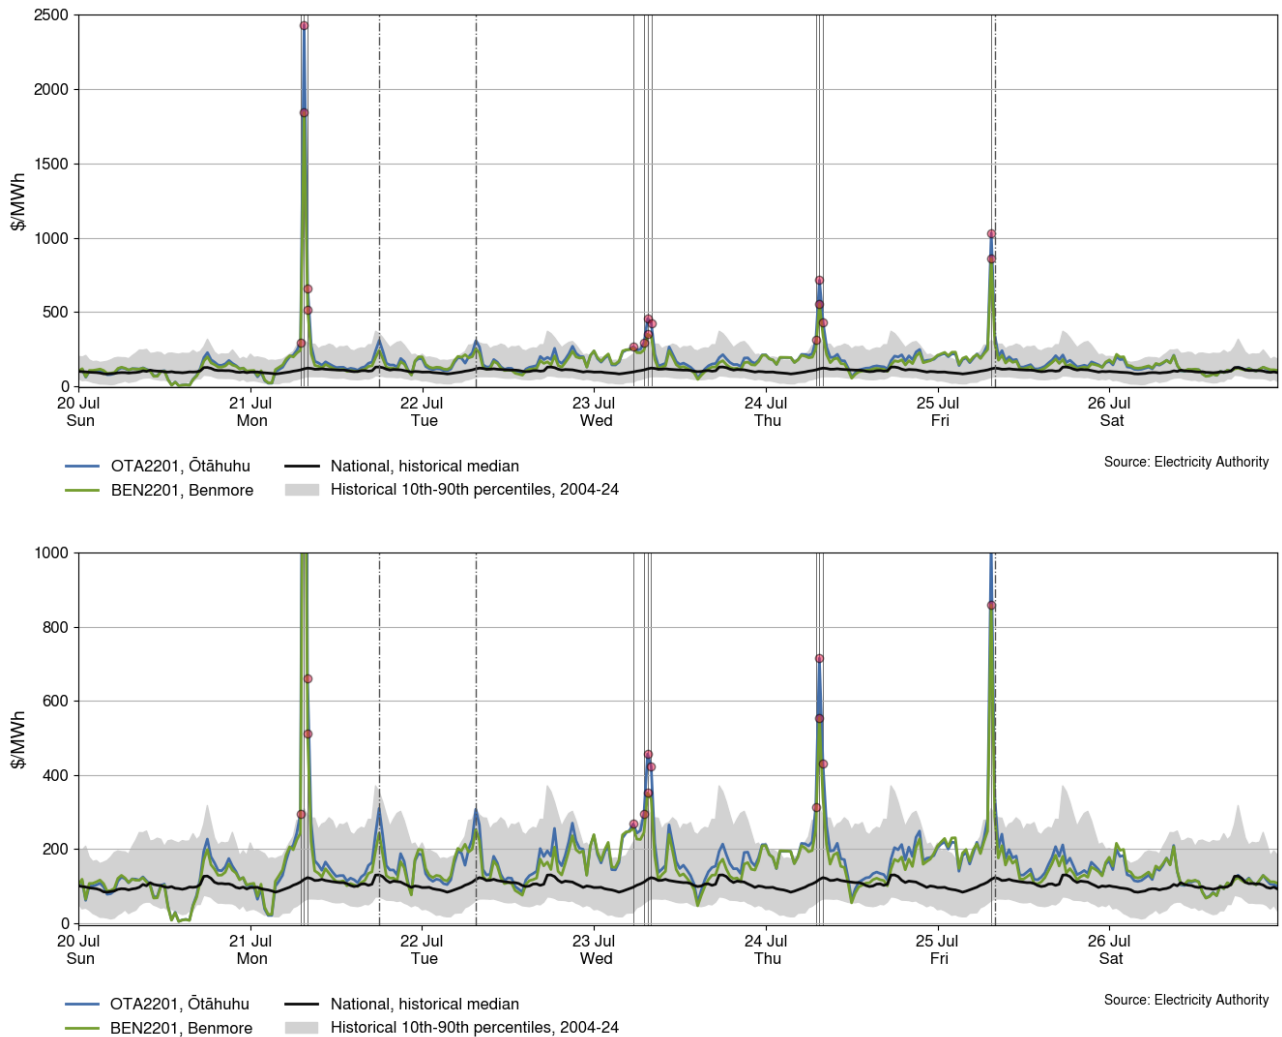 2500
2000
1500
1000
500
0
$/MWh
20 Jul 21 Jul 22 Jul 23 Jul 24 Jul 25 Jul 26 Jul
Sun Mon Tue Wed Thu Fri Sat
OTA2201, Ōtāhuhu National, historical median Source: Electricity Authority
BEN2201, Benmore Historical 10th-90th percentiles, 2004-24
1000
800
600
400
200
0
$/MWh
20 Jul 21 Jul 22 Jul 23 Jul 24 Jul 25 Jul 26 Jul
Sun Mon Tue Wed Thu Fri Sat
OTA2201, Ōtāhuhu National, historical median Source: Electricity Authority
BEN2201, Benmore Historical 10th-90th percentiles, 2004-24